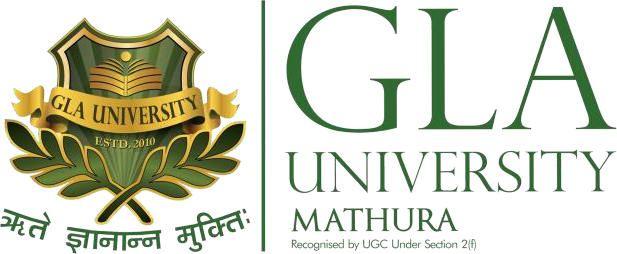 GLA UNIVERSITY
ESTD. 2010
ऋते ज्ञानान्न मुक्तिः
GLA
UNIVERSITY
MATHURA
Recognised by UGC Under Section 2(f)